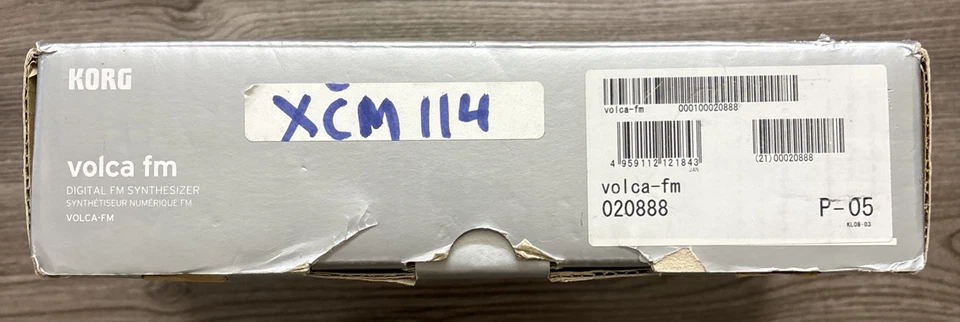 KORG
volca fm
DIGITAL FM SYNTHESIZER
SYNTHÉTISEUR NUMÉRIQUE FM
VOLCA-FM
XČM 114
volca-fm 000100020888
4 959112 121843
JAN
(21)00020888
volca-fm
020888
P-05
KL08-03